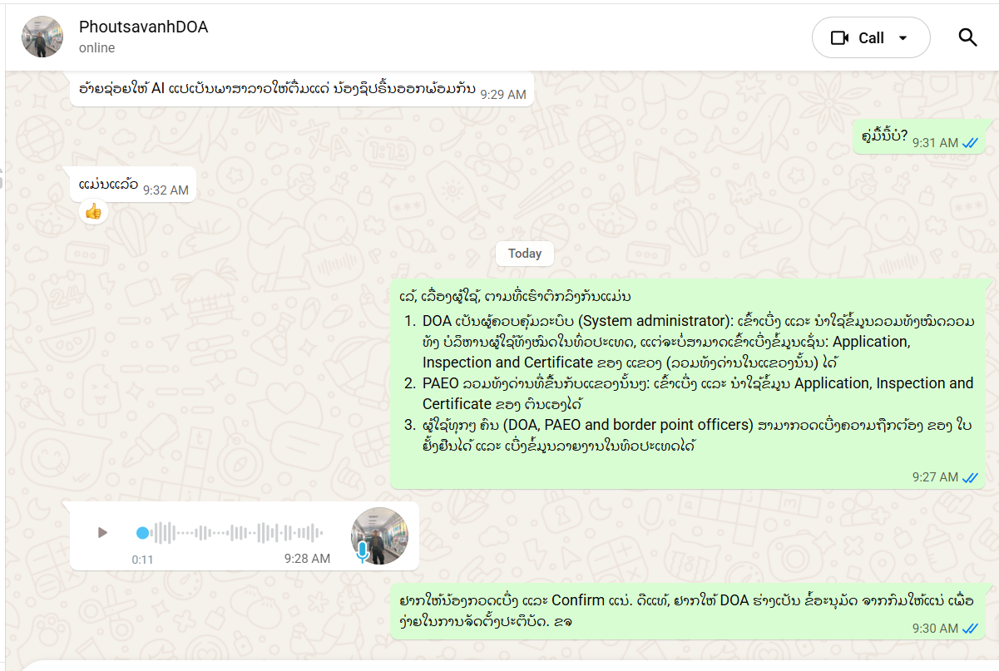 PhoutsavanhDOA
online
Call
ອ້າຍຊ່ອຍໃຫ້ AI ແປເປັນພາສາລາວໃຫ້ຕື່ມແດ່ ນ້ອງຊິປຣິ້ນອອກພ້ອມກັນ 9:29 AM
ຄູ່ມືນີ້ບໍ? 9:31 AM
ແມ່ນແລ້ວ 9:32 AM
👍
Today
ແລ້, ເລື່ອງຜູ້ໃຊ້, ຕາມທີ່ເຮົາຕົກລົງກັນແມ່ນ
1. DOA ເປັນຜູ້ຄວບຄຸ້ມລະບົບ (System administrator): ເຂົ້າເບິ່ງ ແລະ ນຳໃຊ້ຂໍ້ມູນລວມທັງໝົດລວມ
ທັງ ບໍລິຫານຜູ້ໃຊ້ທັງໝົດໃນທົ່ວປະເທດ, ແຕ່ຈະບໍ່ສາມາດເຂົ້າເບິ່ງຂໍ້ມູນເຊັ່ນ: Application,
Inspection and Certificate ຂອງ ແຂວງ (ລວມທັງດ່ານໃນແຂວງນັ້ນ) ໄດ້
2. PAEO ລວມທັງດ່ານທີ່ຂຶ້ນກັບແຂວງນັ້ນໆ: ເຂົ້າເບິ່ງ ແລະ ນຳໃຊ້ຂໍ້ມູນ Application, Inspection and
Certificate ຂອງ ຕົນເອງໄດ້
3. ຜູ້ໃຊ້ທຸກໆ ຄົນ (DOA, PAEO and border point officers) ສາມາກວດເບິ່ງຄວາມຖືກຕ້ອງ ຂອງ ໃບ
ຢັ້ງຢືນໄດ້ ແລະ ເບິ່ງຂໍ້ມູນລາຍງານໃນທົ່ວປະເທດໄດ້
9:27 AM
0:11 9:28 AM
ຢາກໃຫ້ນ້ອງກວດເບິ່ງ ແລະ Confirm ແນ່. ດີແທ້, ຢາກໃຫ້ DOA ຮ່າງເປັນ ຂໍ້ອະນຸມັດ ຈາກກົມໃຫ້ແນ່ ເພື່ອ
ງ່າຍໃນການຈັດຕັ້ງປະຕິບັດ. ຂຈ
9:30 AM